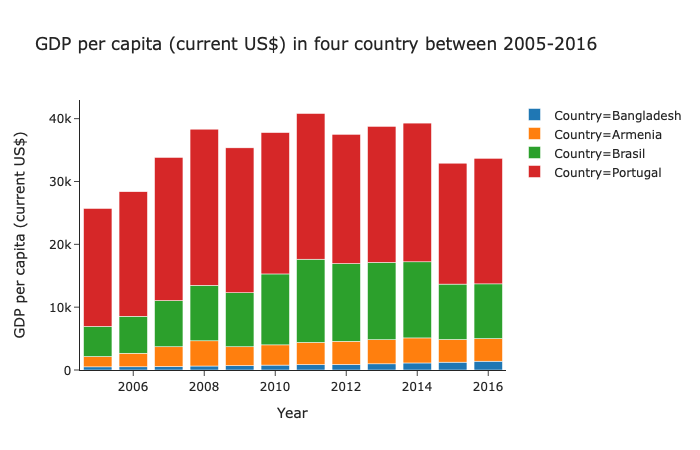 GDP per capita (current US$) in four country between 2005-2016
Country=Bangladesh
Country=Armenia
Country=Brasil
Country=Portugal
GDP per capita (current US$)
40k
30k
20k
10k
0
2006 2008 2010 2012 2014 2016
Year